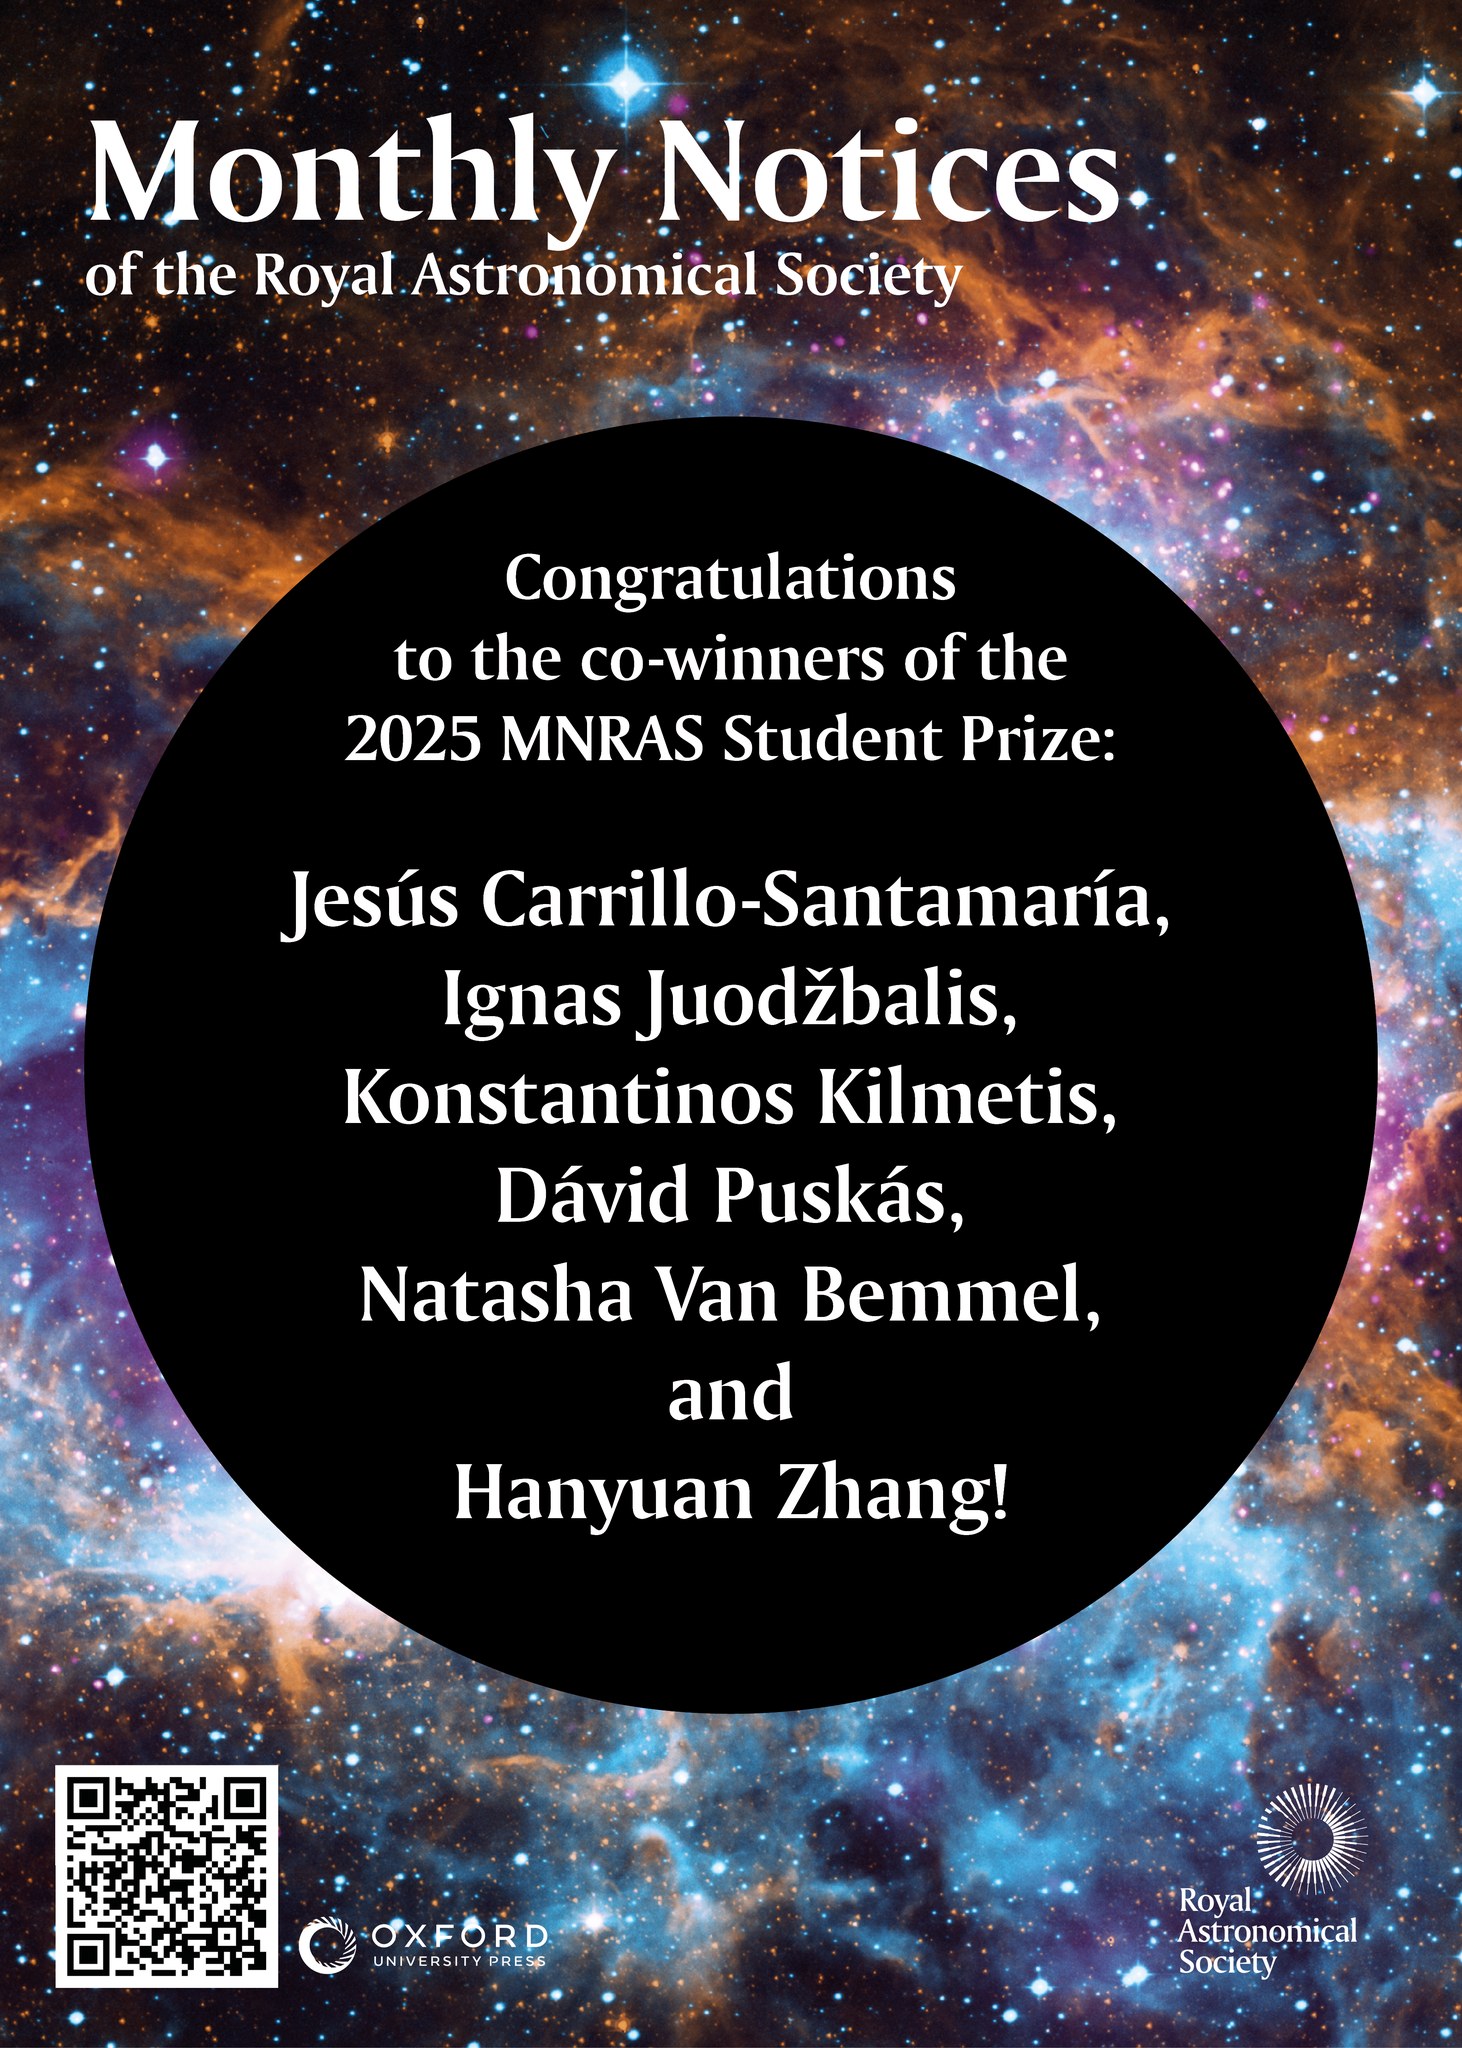 Monthly Notices
of the Royal Astronomical Society
Congratulations
to the co-winners of the
2025 MNRAS Student Prize:
Jesús Carrillo-Santamaría,
Ignas Juodžbalis,
Konstantinos Kilmetis,
Dávid Puskás,
Natasha Van Bemmel,
and
Hanyuan Zhang!
OXFORD
UNIVERSITY PRESS
Royal
Astronomical
Society